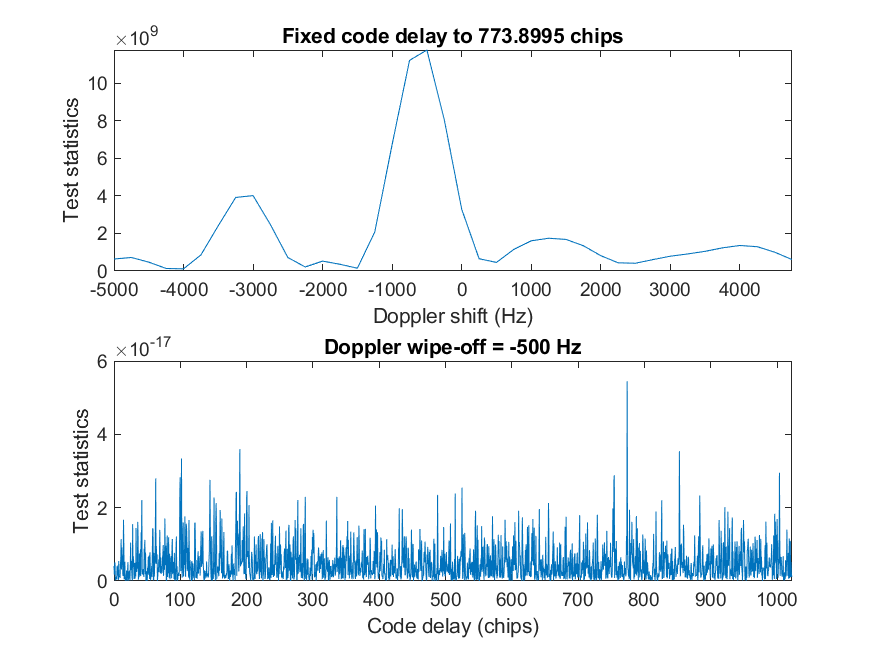 ×10^9
Fixed code delay to 773.8995 chips
Test statistics
10
8
6
4
2
0
-5000 -4000 -3000 -2000 -1000 0 1000 2000 3000 4000
Doppler shift (Hz)
×10^-17
Doppler wipe-off = -500 Hz
Test statistics
6
4
2
0
0 100 200 300 400 500 600 700 800 900 1000
Code delay (chips)